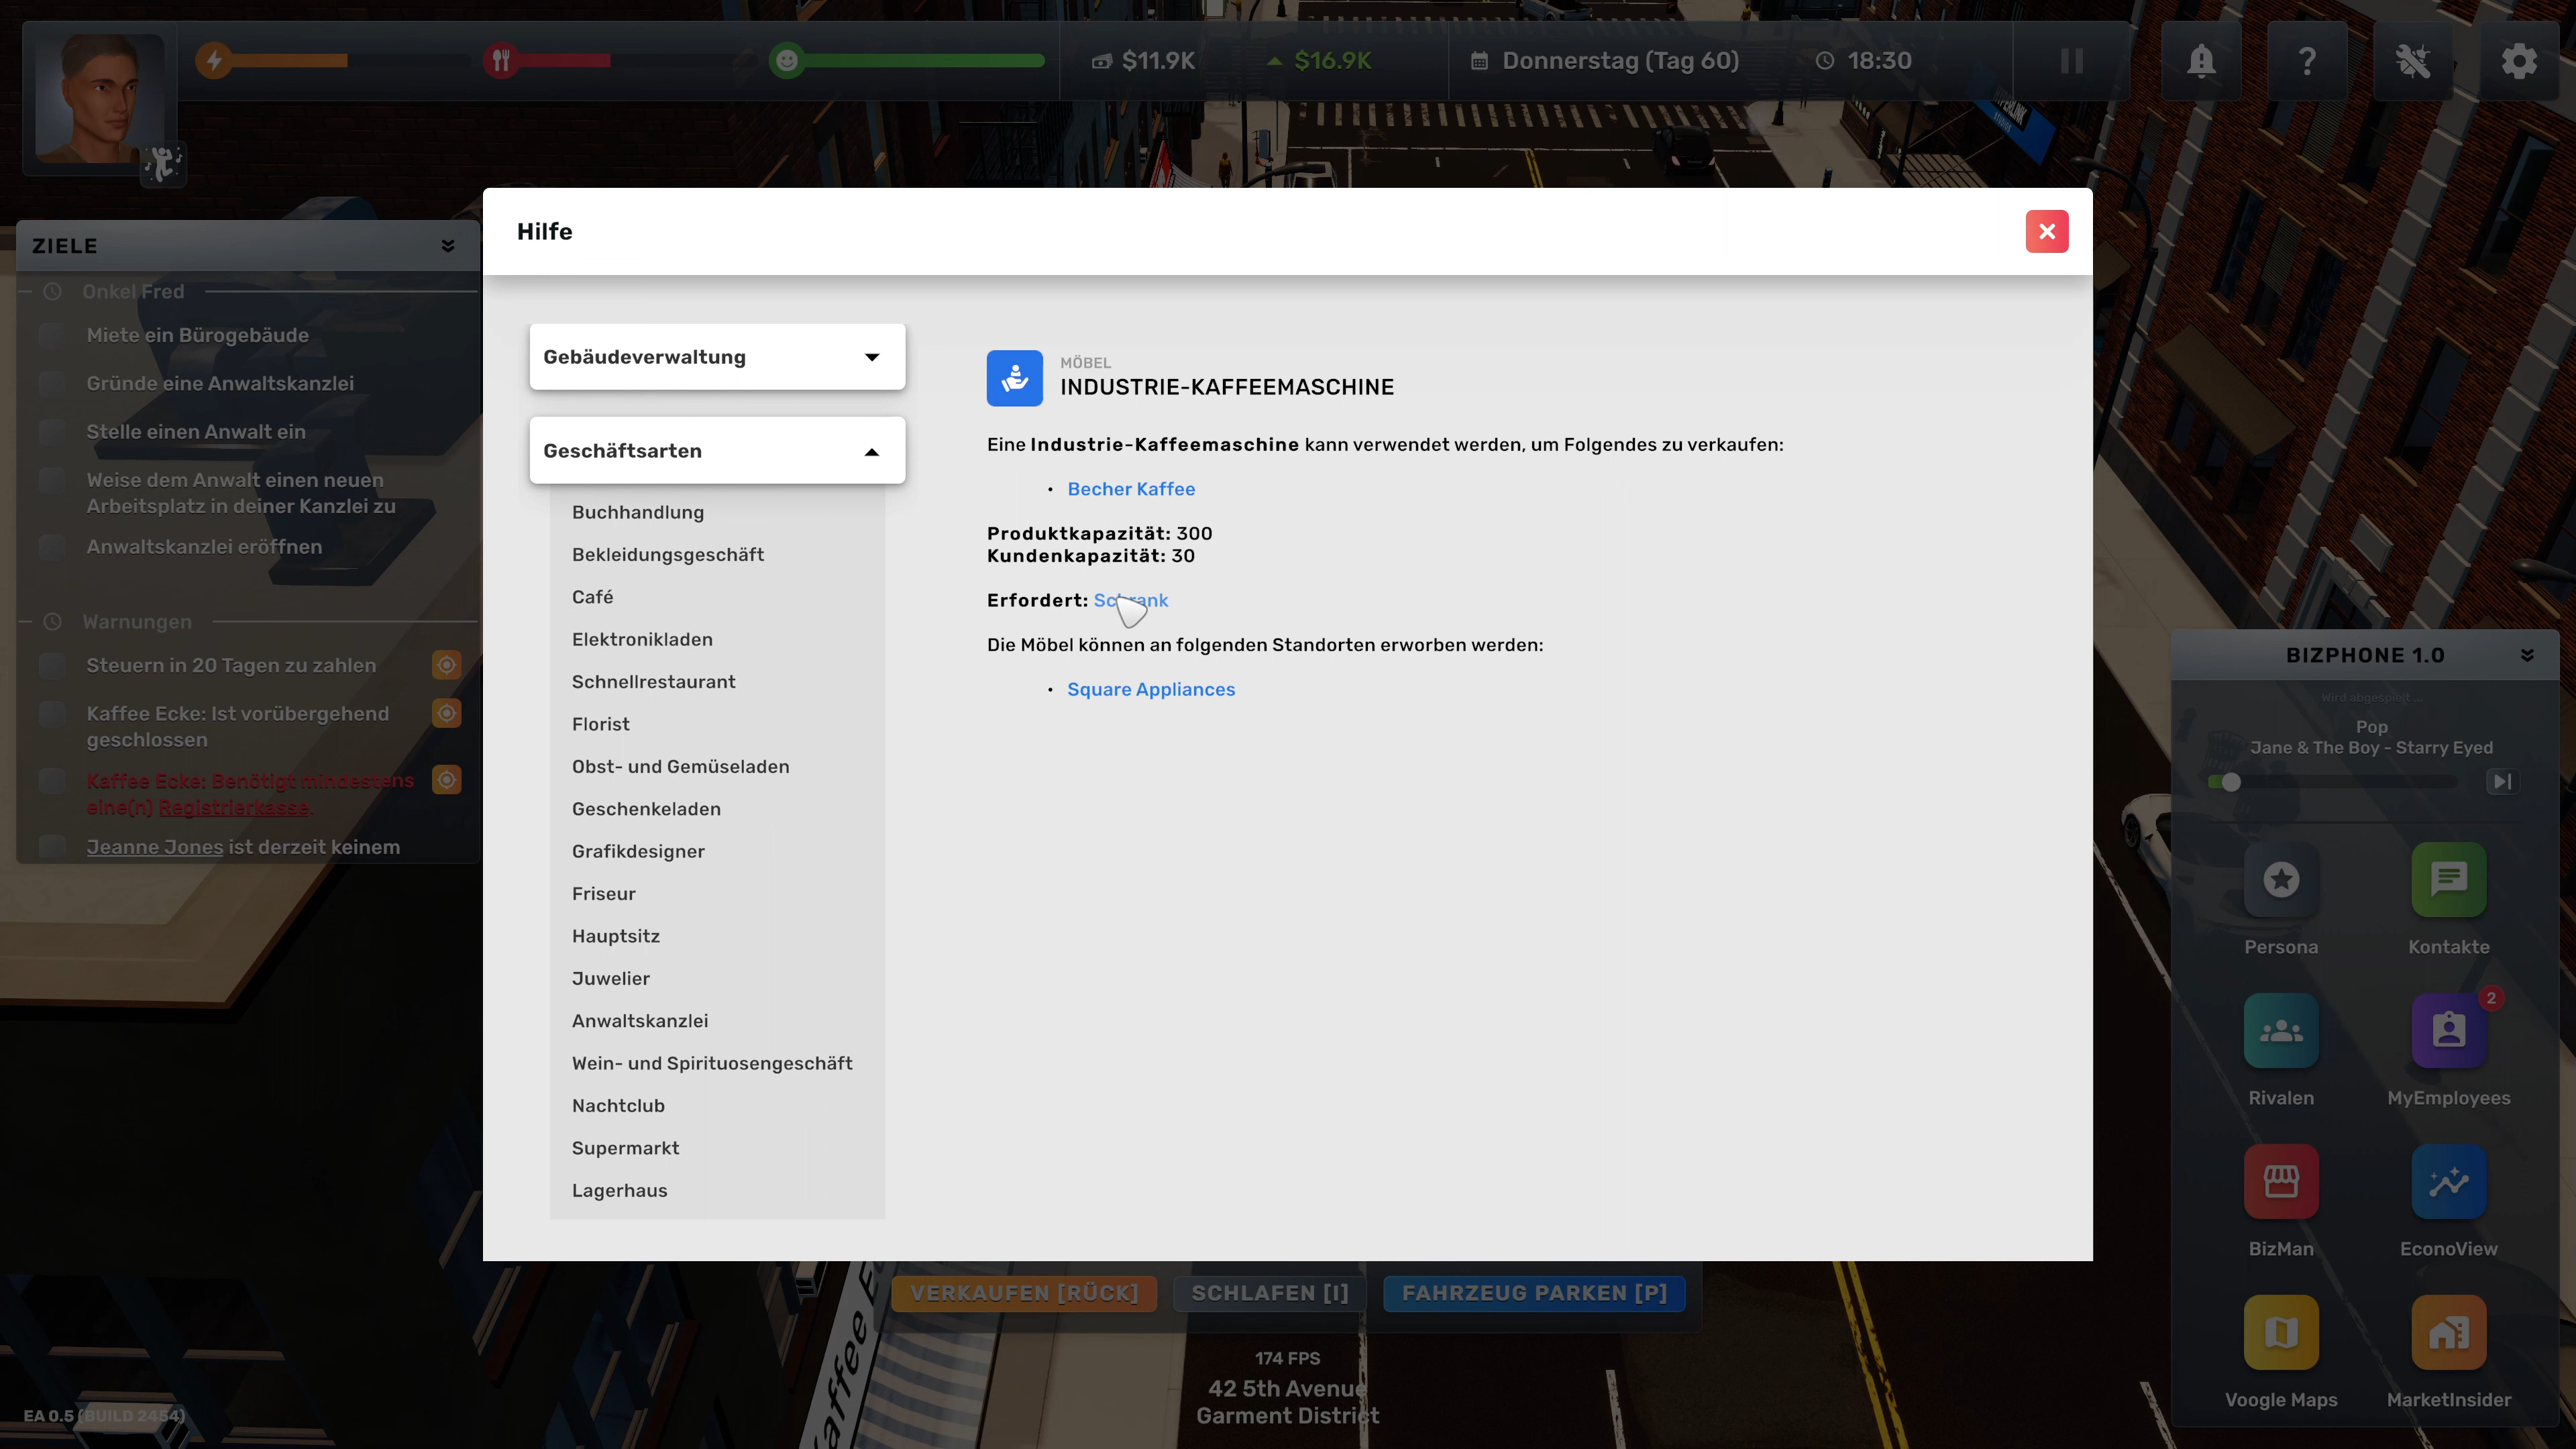 $11.9K
$16.9K
Donnerstag (Tag 60)
18:30
?
ZIELE
Onkel Fred
Miete ein Bürogebäude
Gründe eine Anwaltskanzlei
Stelle einen Anwalt ein
Weise dem Anwalt einen neuen
Arbeitsplatz in deiner Kanzlei zu
Anwaltskanzlei eröffnen
Warnungen
Steuern in 20 Tagen zu zahlen
Kaffee Ecke: Ist vorübergehend
geschlossen
Kaffee Ecke: Benötigt mindestens
eine(n) Registrierkasse.
Jeanne Jones ist derzeit keinem
Hilfe
Gebäudeverwaltung
Geschäftsarten
Buchhandlung
Bekleidungsgeschäft
Café
Elektronikladen
Schnellrestaurant
Florist
Obst- und Gemüseladen
Geschenkeladen
Grafikdesigner
Friseur
Hauptsitz
Juwelier
Anwaltskanzlei
Wein- und Spirituosengeschäft
Nachtclub
Supermarkt
Lagerhaus
MÖBEL
INDUSTRIE-KAFFEEMASCHINE
Eine Industrie-Kaffeemaschine kann verwendet werden, um Folgendes zu verkaufen:
• Becher Kaffee
Produktkapazität: 300
Kundenkapazität: 30
Erfordert: Schrank
Die Möbel können an folgenden Standorten erworben werden:
• Square Appliances
BIZPHONE 1.0
Wird abgespielt ...
Pop
Jane & The Boy - Starry Eyed
Persona
Kontakte
2
Rivalen
MyEmployees
BizMan
EconoView
Voogle Maps
MarketInsider
VERKAUFEN [RÜCK]
SCHLAFEN [I]
FAHRZEUG PARKEN [P]
174 FPS
42 5th Avenue
Garment District
EA 0.5 (BUILD 2454)